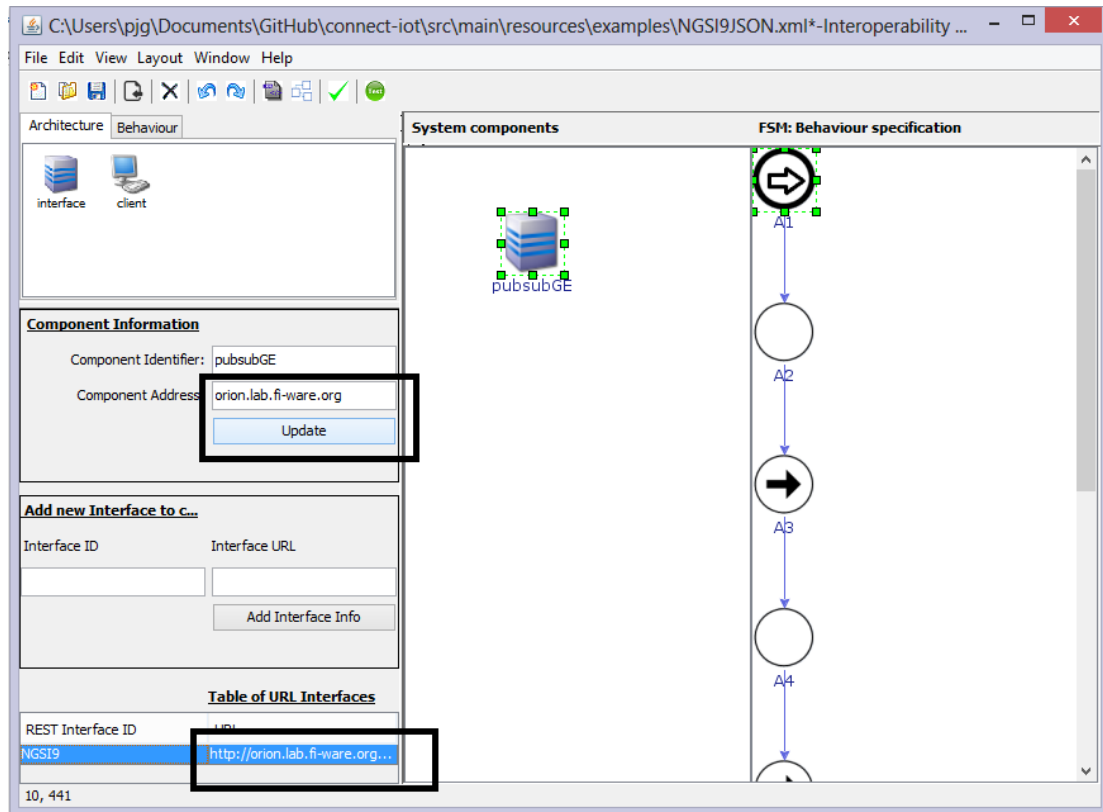 C:\Users\pjg\Documents\GitHub\connect-iot\src\main\resources\examples\NGSI9JSON.xml*-Interoperability ...
File Edit View Layout Window Help
Test
Architecture Behaviour
interface client
Component Information
Component Identifier: pubsubGE
Component Address orion.lab.fi-ware.org
Update
Add new Interface to c...
Interface ID Interface URL
Add Interface Info
Table of URL Interfaces
REST Interface ID URL
NGSI9 http://orion.lab.fi-ware.org...
10, 441
System components FSM: Behaviour specification
pubsubGE
A1
A2
A3
A4